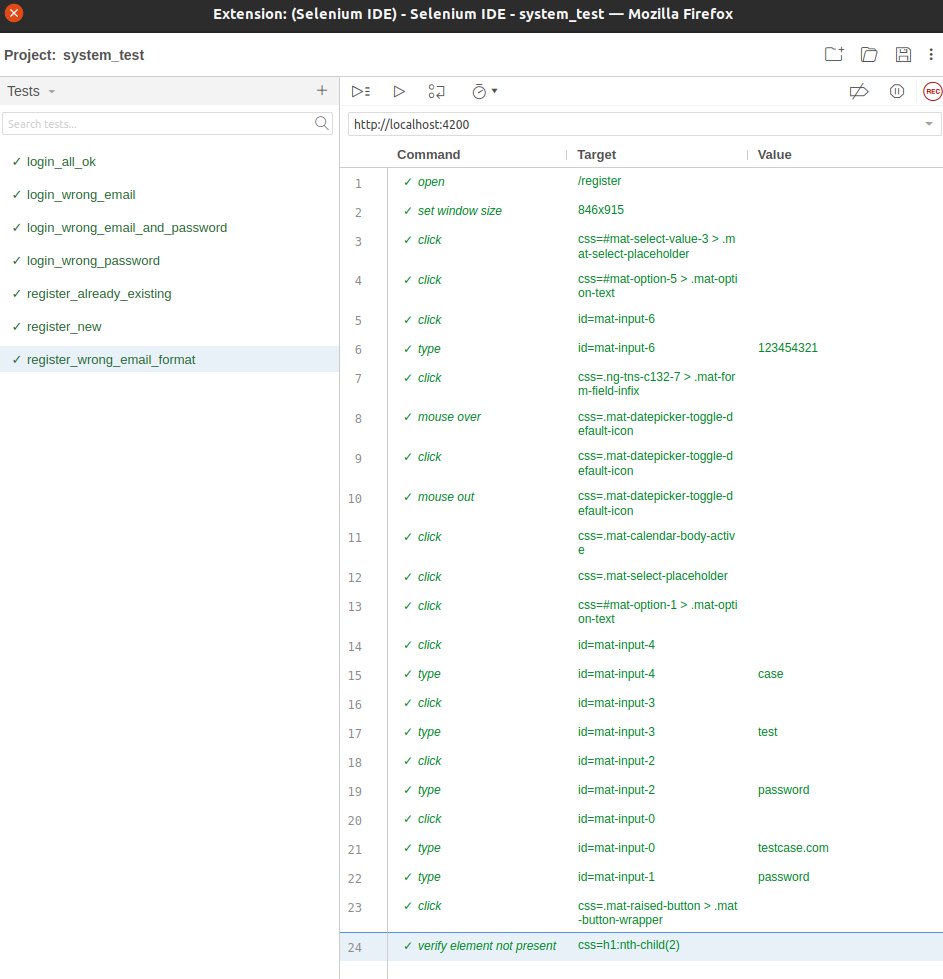 Extension: (Selenium IDE) - Selenium IDE - system_test — Mozilla Firefox
Project: system_test
Tests
+
REC
Search tests...
http://localhost:4200
Command Target Value
✓ login_all_ok
✓ login_wrong_email
✓ login_wrong_email_and_password
✓ login_wrong_password
✓ register_already_existing
✓ register_new
✓ register_wrong_email_format
1 ✓ open /register
2 ✓ set window size 846x915
3 ✓ click css=#mat-select-value-3 > .m
at-select-placeholder
4 ✓ click css=#mat-option-5 > .mat-opti
on-text
5 ✓ click id=mat-input-6
6 ✓ type id=mat-input-6 123454321
7 ✓ click css=.ng-tns-c132-7 > .mat-for
m-field-infix
8 ✓ mouse over css=.mat-datepicker-toggle-d
efault-icon
9 ✓ click css=.mat-datepicker-toggle-d
efault-icon
10 ✓ mouse out css=.mat-datepicker-toggle-d
efault-icon
11 ✓ click css=.mat-calendar-body-activ
e
12 ✓ click css=.mat-select-placeholder
13 ✓ click css=#mat-option-1 > .mat-opti
on-text
14 ✓ click id=mat-input-4
15 ✓ type id=mat-input-4 case
16 ✓ click id=mat-input-3
17 ✓ type id=mat-input-3 test
18 ✓ click id=mat-input-2
19 ✓ type id=mat-input-2 password
20 ✓ click id=mat-input-0
21 ✓ type id=mat-input-0 testcase.com
22 ✓ type id=mat-input-1 password
23 ✓ click css=.mat-raised-button > .mat
-button-wrapper
24 ✓ verify element not present css=h1:nth-child(2)